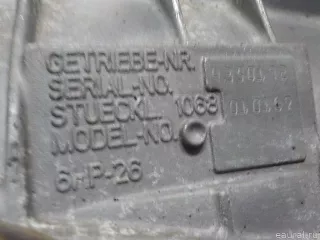 GETRIEBE-NR.
SERIAL-NO.
STUECKL. 1068
MODEL-NO.
6HP-26